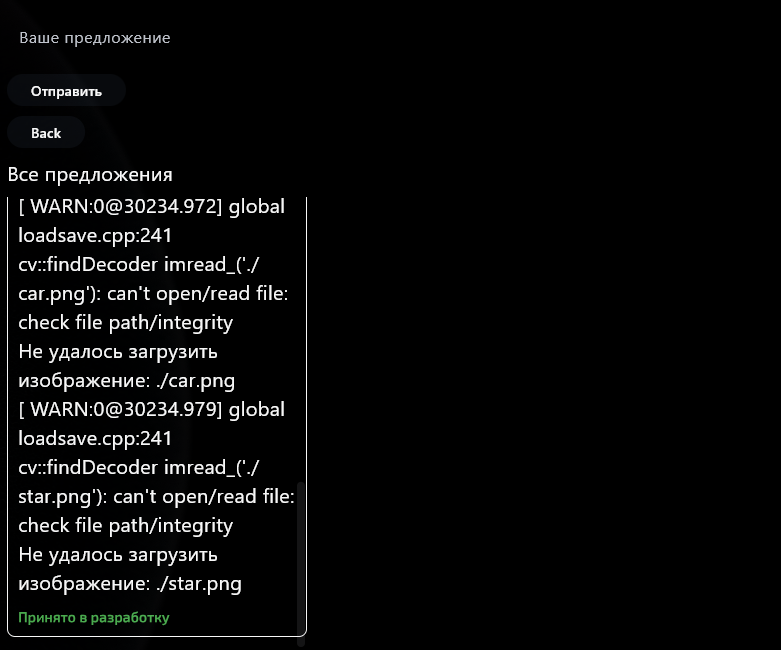 Ваше предложение
Отправить
Back
Все предложения
[ WARN:0@30234.972] global
loadsave.cpp:241
cv::findDecoder imread_('./
car.png'): can't open/read file:
check file path/integrity
Не удалось загрузить
изображение: ./car.png
[ WARN:0@30234.979] global
loadsave.cpp:241
cv::findDecoder imread_('./
star.png'): can't open/read file:
check file path/integrity
Не удалось загрузить
изображение: ./star.png
Принято в разработку